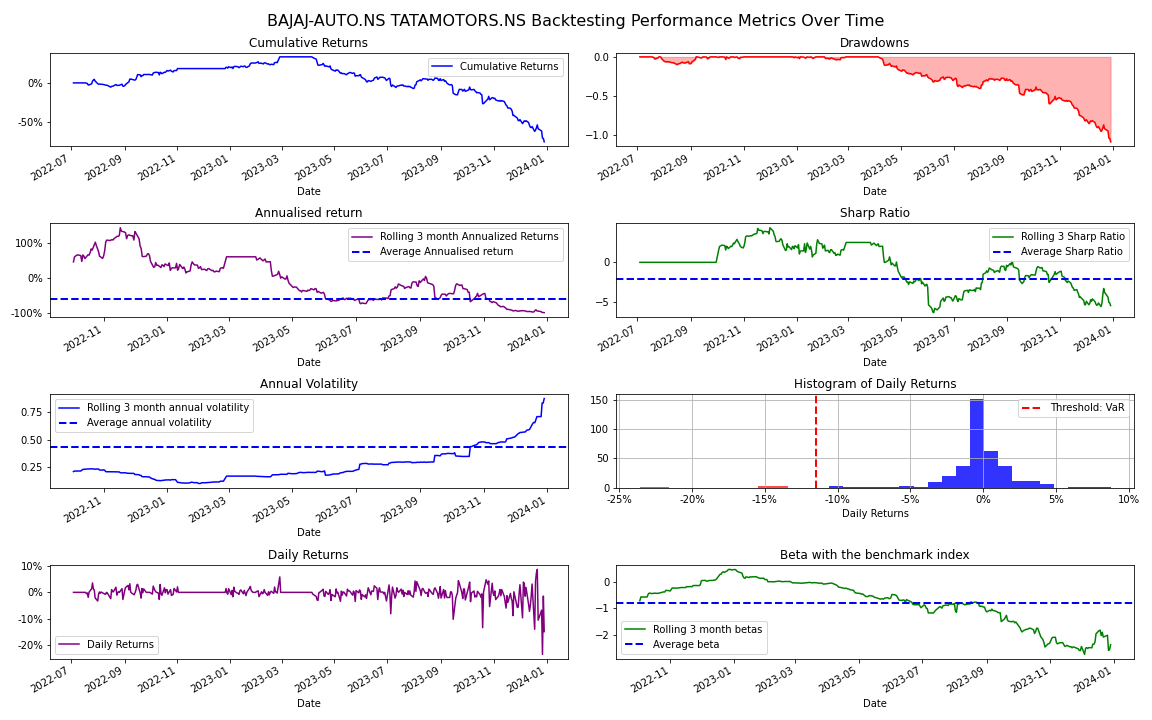 BAJAJ-AUTO.NS TATAMOTORS.NS Backtesting Performance Metrics Over Time
Cumulative Returns
Cumulative Returns
0%
-50%
2022-07 2022-09 2022-11 2023-01 2023-03 2023-05 2023-07 2023-09 2023-11 2024-01
Date
Drawdowns
0.0
−0.5
−1.0
2022-07 2022-09 2022-11 2023-01 2023-03 2023-05 2023-07 2023-09 2023-11 2024-01
Date
Annualised return
Rolling 3 month Annualized Returns
Average Annualised return
100%
0%
-100%
2022-11 2023-01 2023-03 2023-05 2023-07 2023-09 2023-11 2024-01
Date
Sharp Ratio
Rolling 3 Sharp Ratio
Average Sharp Ratio
0
−5
2022-07 2022-09 2022-11 2023-01 2023-03 2023-05 2023-07 2023-09 2023-11 2024-01
Date
Annual Volatility
Rolling 3 month annual volatility
Average annual volatility
0.75
0.50
0.25
2022-11 2023-01 2023-03 2023-05 2023-07 2023-09 2023-11 2024-01
Date
Histogram of Daily Returns
Threshold: VaR
150
100
50
0
-25% -20% -15% -10% -5% 0% 5% 10%
Daily Returns
Daily Returns
10%
0%
-10%
-20%
Daily Returns
2022-07 2022-09 2022-11 2023-01 2023-03 2023-05 2023-07 2023-09 2023-11 2024-01
Date
Beta with the benchmark index
0
−1
−2
Rolling 3 month betas
Average beta
2022-11 2023-01 2023-03 2023-05 2023-07 2023-09 2023-11 2024-01
Date